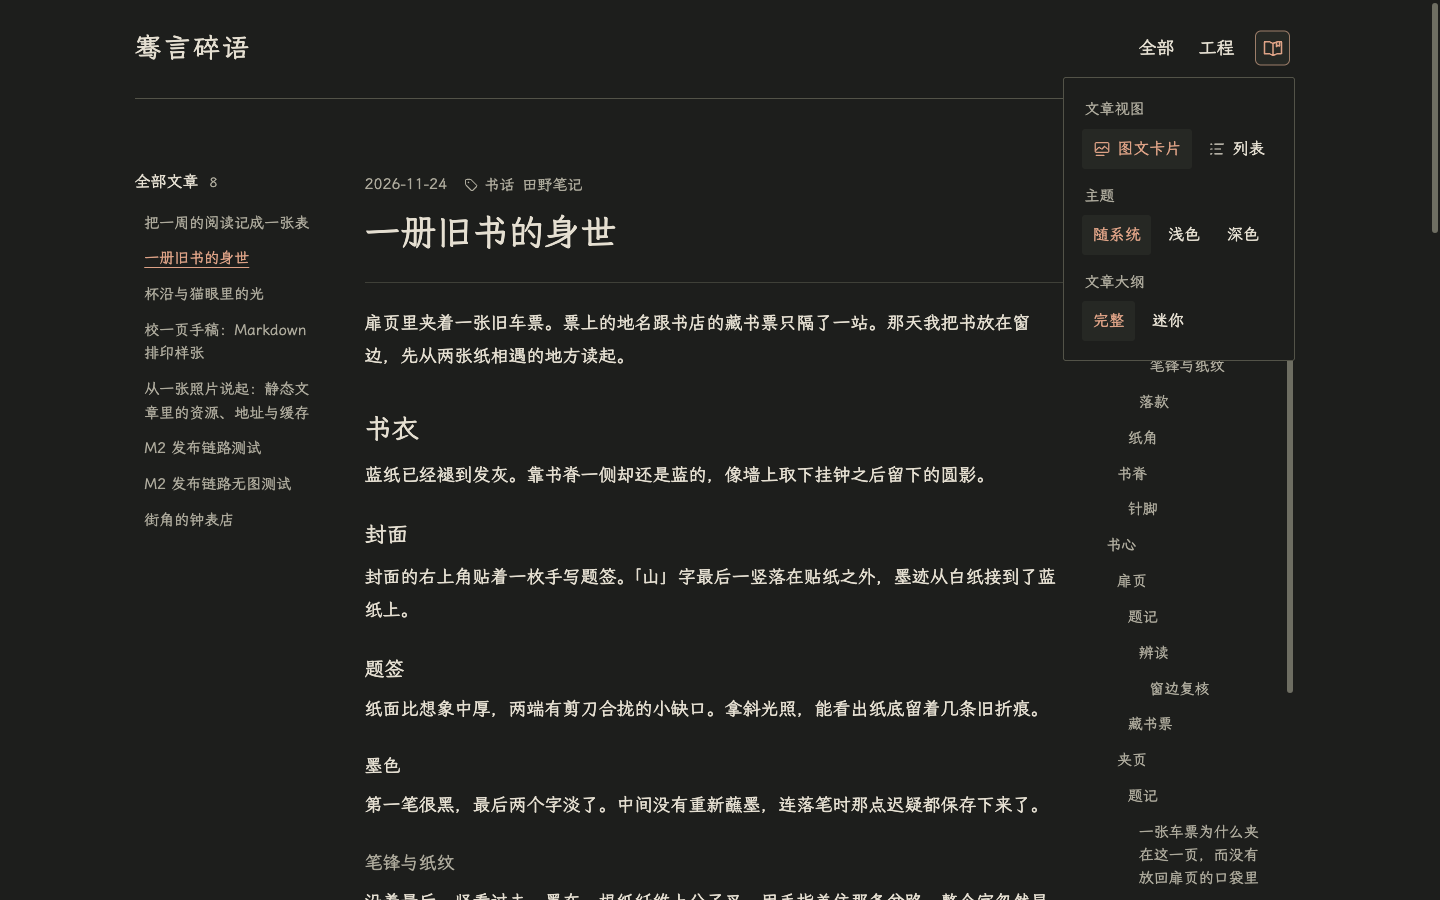 骞言碎语
全部 工程
文章视图
图文卡片 列表
主题
随系统 浅色 深色
文章大纲
完整 迷你
全部文章 8
把一周的阅读记成一张表
一册旧书的身世
杯沿与猫眼里的光
校一页手稿：Markdown
排印样张
从一张照片说起：静态文
章里的资源、地址与缓存
M2 发布链路测试
M2 发布链路无图测试
街角的钟表店
2026-11-24 书话 田野笔记
一册旧书的身世
扉页里夹着一张旧车票。票上的地名跟书店的藏书票只隔了一站。那天我把书放在窗
边，先从两张纸相遇的地方读起。
书衣
蓝纸已经褪到发灰。靠书脊一侧却还是蓝的，像墙上取下挂钟之后留下的圆影。
封面
封面的右上角贴着一枚手写题签。「山」字最后一竖落在贴纸之外，墨迹从白纸接到了蓝
纸上。
题签
纸面比想象中厚，两端有剪刀合拢的小缺口。拿斜光照，能看出纸底留着几条旧折痕。
墨色
第一笔很黑，最后两个字淡了。中间没有重新蘸墨，连落笔时那点迟疑都保存下来了。
笔锋与纸纹
笔锋与纸纹
落款
纸角
书脊
针脚
书心
扉页
题记
辨读
窗边复核
藏书票
夹页
题记
一张车票为什么夹
在这一页，而没有
放回扉页的口袋里